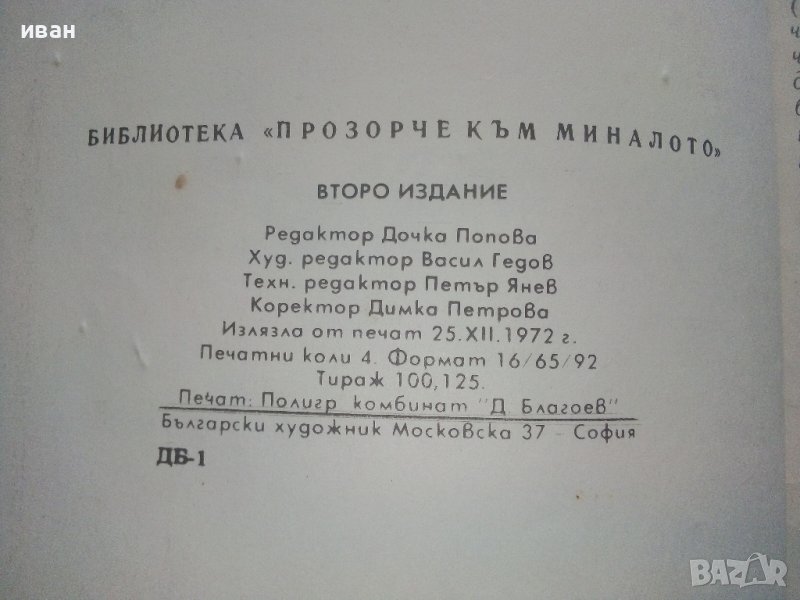 иван
БИБЛИОТЕКА «ПРОЗОРЧЕ КЪМ МИНАЛОТО»
ВТОРО ИЗДАНИЕ
Редактор Дочка Попова
Худ. редактор Васил Гедов
Техн. редактор Петър Янев
Коректор Димка Петрова
Излязла от печат 25.XII.1972 г.
Печатни коли 4. Формат 16/65/92
Тираж 100,125.
Печат: Полигр комбинат "Д Благоев"
Български художник Московска 37 - София
ДБ-1
BAZAR